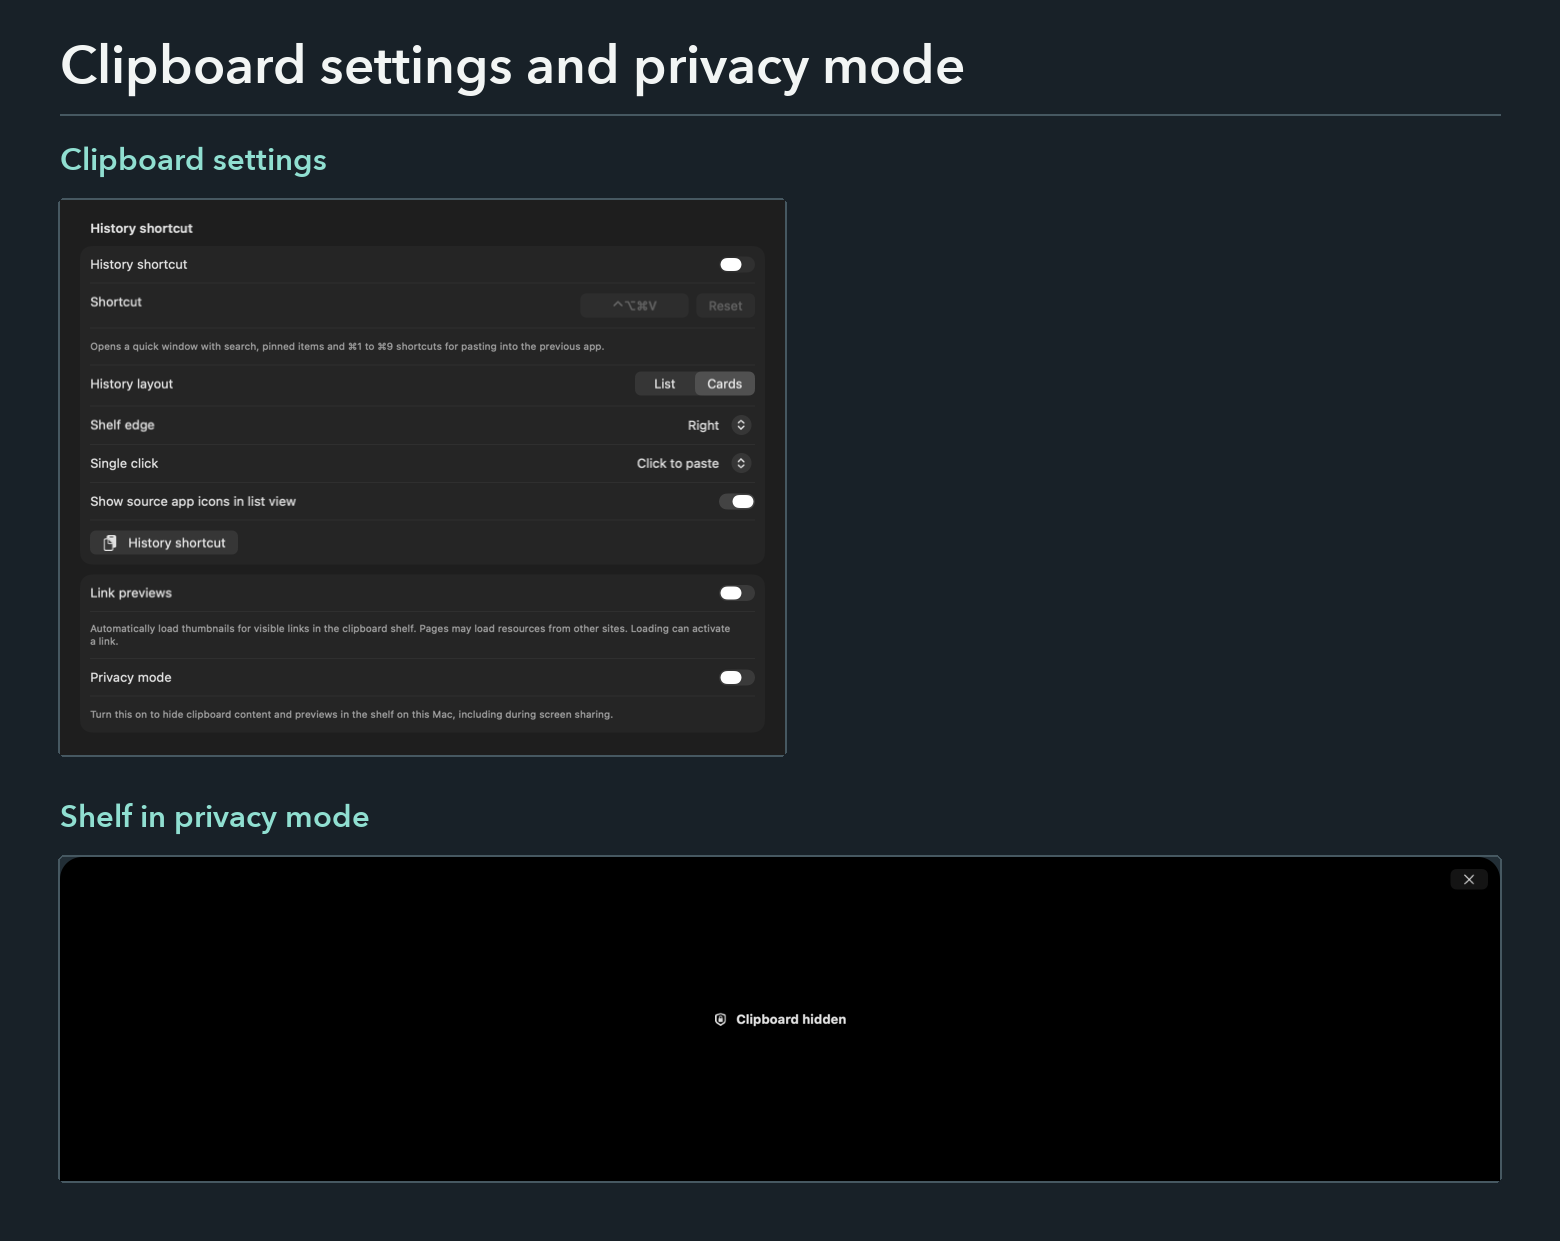 Clipboard settings and privacy mode
Clipboard settings
History shortcut
History shortcut
Shortcut
⌃⌥⌘V
Reset
Opens a quick window with search, pinned items and ⌘1 to ⌘9 shortcuts for pasting into the previous app.
History layout
List
Cards
Shelf edge
Right
Single click
Click to paste
Show source app icons in list view
History shortcut
Link previews
Automatically load thumbnails for visible links in the clipboard shelf. Pages may load resources from other sites. Loading can activate
a link.
Privacy mode
Turn this on to hide clipboard content and previews in the shelf on this Mac, including during screen sharing.
Shelf in privacy mode
Clipboard hidden